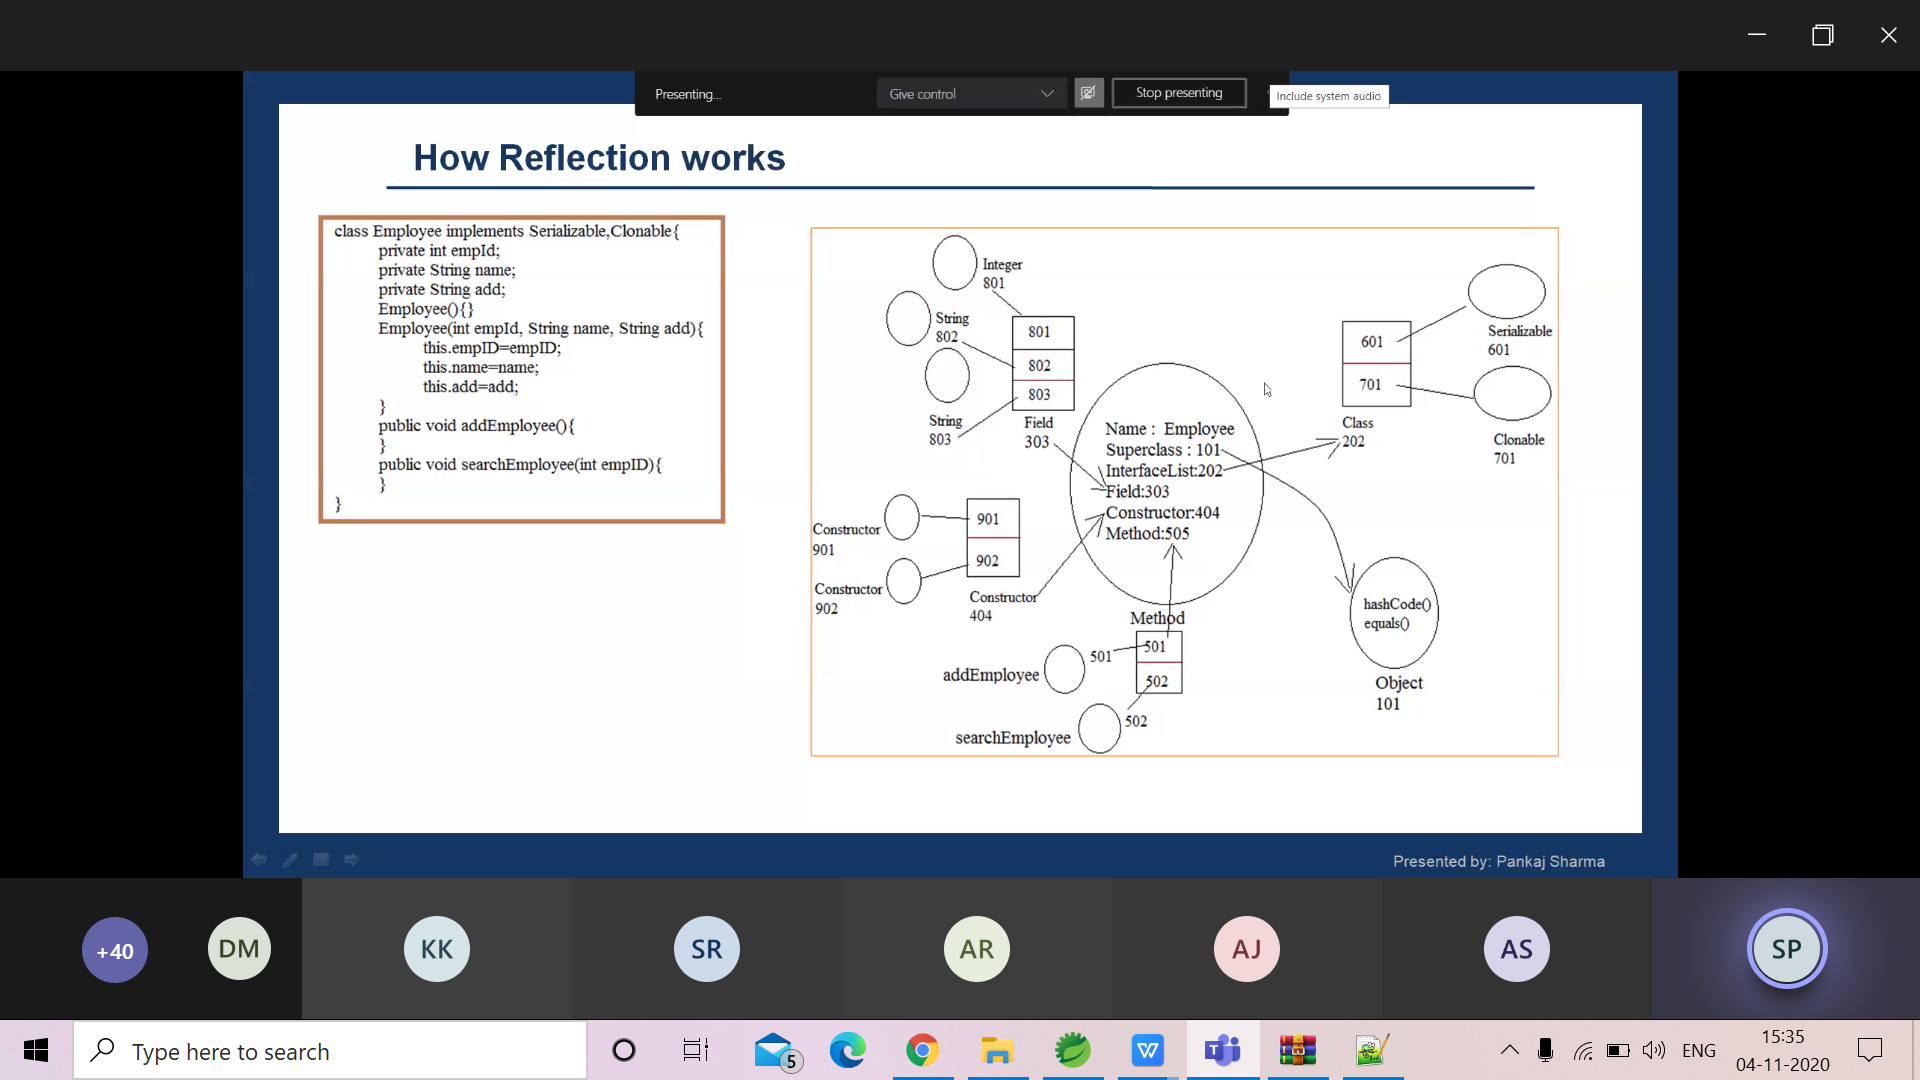 Presenting...
Give control
Stop presenting
Include system audio
How Reflection works
class Employee implements Serializable,Clonable{
private int empId;
private String name;
private String add;
Employee(){}
Employee(int empId, String name, String add){
this.empID=empID;
this.name=name;
this.add=add;
}
public void addEmployee(){
}
public void searchEmployee(int empID){
}
}
Integer
801
String
802
String
803
801
802
803
Field
303
Name : Employee
Superclass : 101
InterfaceList:202
Field:303
Constructor:404
Method:505
601
701
Class
202
Serializable
601
Clonable
701
Constructor
901
Constructor
902
901
902
Constructor
404
Method
501
502
501
502
addEmployee
searchEmployee
hashCode()
equals()
Object
101
Presented by: Pankaj Sharma
+40
DM
KK
SR
AR
AJ
AS
SP
Type here to search
5
W
T
ENG
15:35
04-11-2020